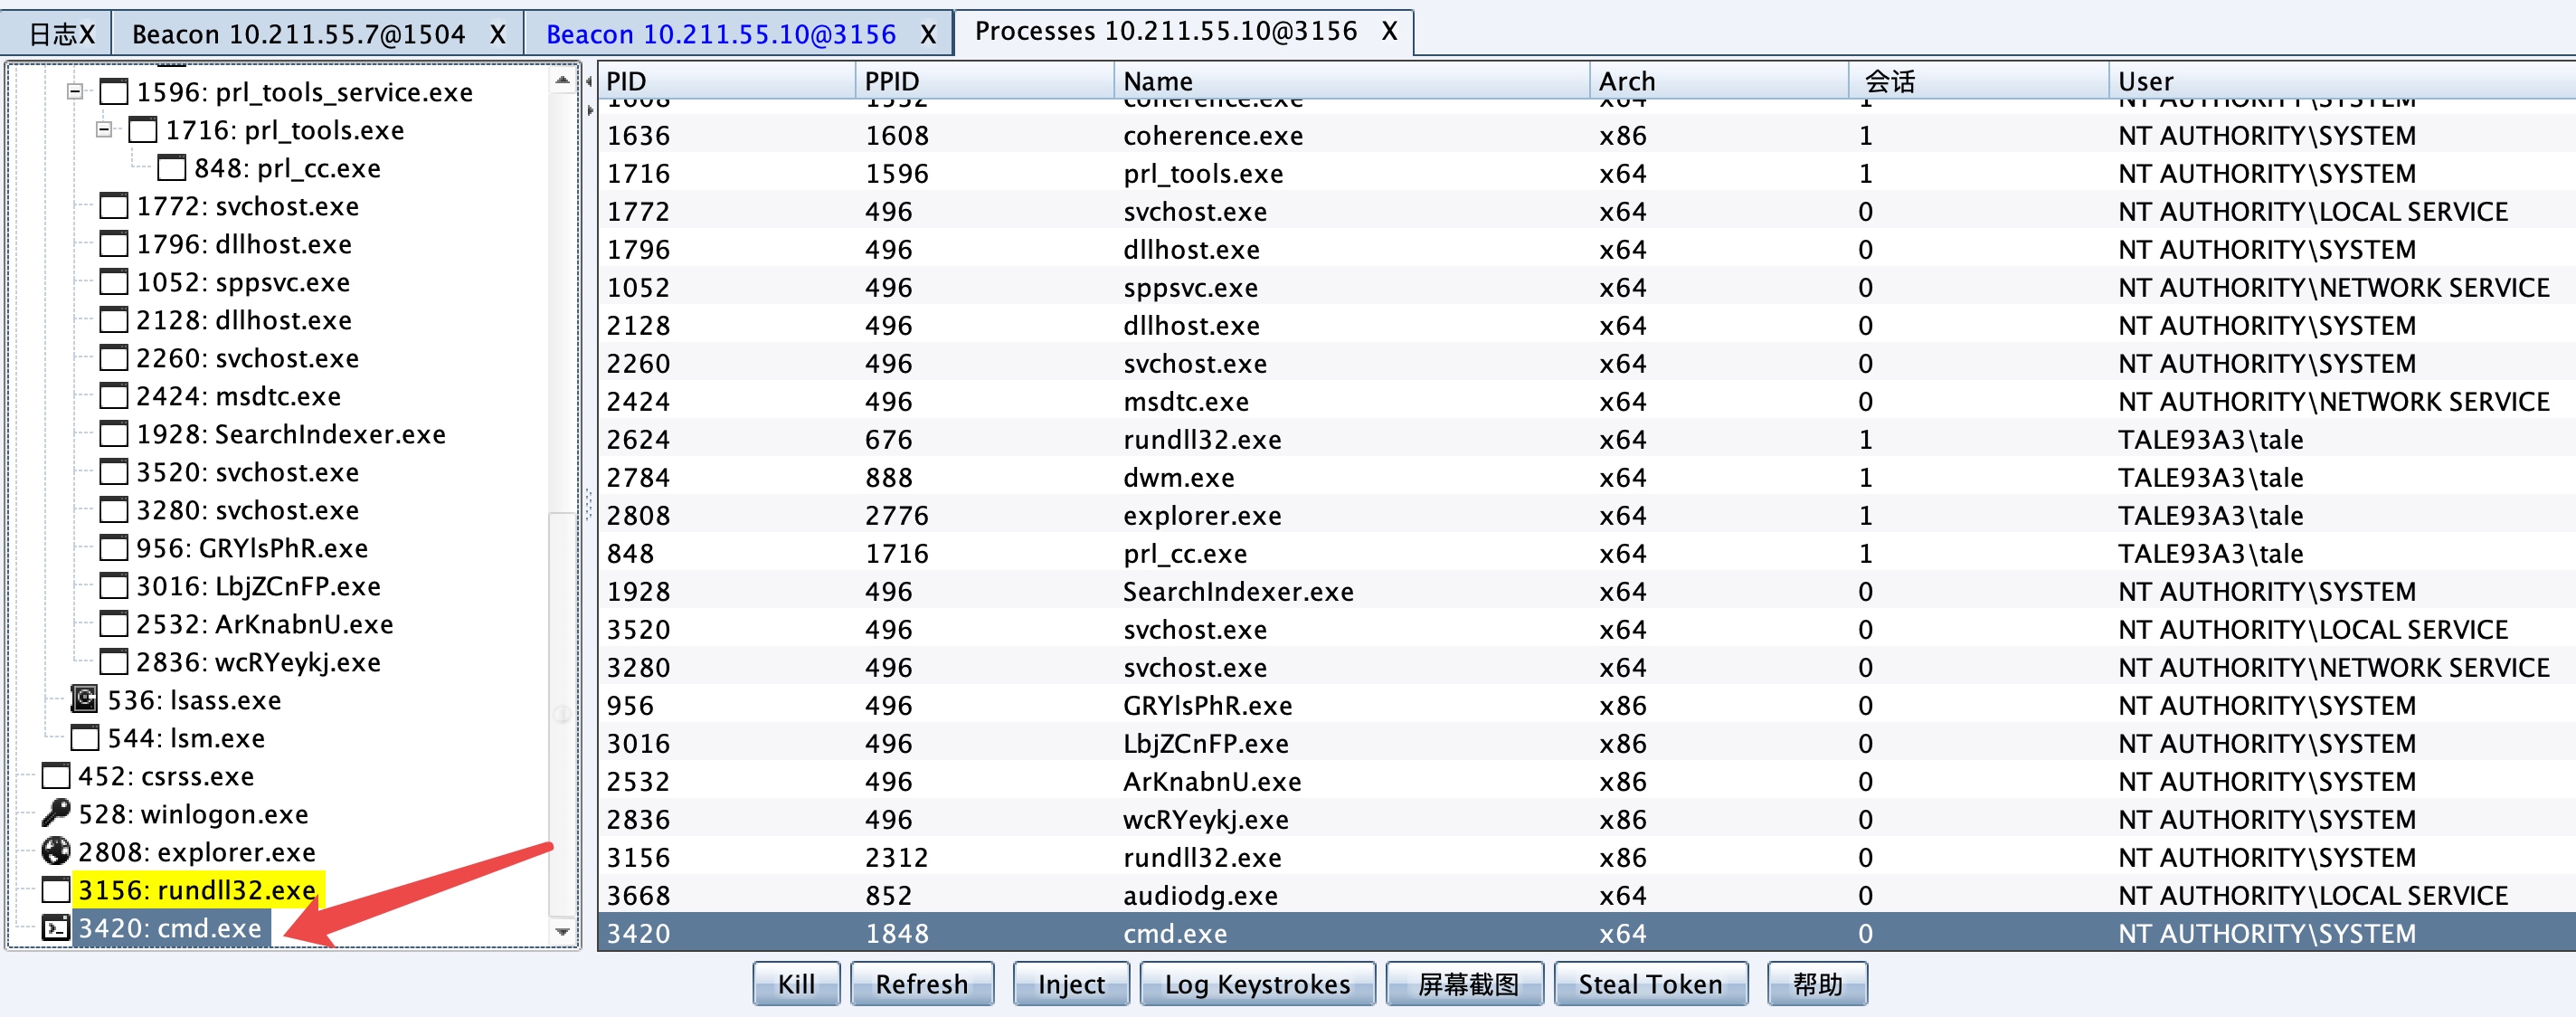 日志X Beacon 10.211.55.7@1504 X Beacon 10.211.55.10@3156 X Processes 10.211.55.10@3156 X
1596: prl_tools_service.exe
1716: prl_tools.exe
848: prl_cc.exe
1772: svchost.exe
1796: dllhost.exe
1052: sppsvc.exe
2128: dllhost.exe
2260: svchost.exe
2424: msdtc.exe
1928: SearchIndexer.exe
3520: svchost.exe
3280: svchost.exe
956: GRYlsPhR.exe
3016: LbjZCnFP.exe
2532: ArKnabnU.exe
2836: wcRYeykj.exe
536: lsass.exe
544: lsm.exe
452: csrss.exe
528: winlogon.exe
2808: explorer.exe
3156: rundll32.exe
3420: cmd.exe
PID PPID Name Arch 会话 User
1608 1532 coherence.exe x64 1 NT AUTHORITY\SYSTEM
1636 1608 coherence.exe x86 1 NT AUTHORITY\SYSTEM
1716 1596 prl_tools.exe x64 1 NT AUTHORITY\SYSTEM
1772 496 svchost.exe x64 0 NT AUTHORITY\LOCAL SERVICE
1796 496 dllhost.exe x64 0 NT AUTHORITY\SYSTEM
1052 496 sppsvc.exe x64 0 NT AUTHORITY\NETWORK SERVICE
2128 496 dllhost.exe x64 0 NT AUTHORITY\SYSTEM
2260 496 svchost.exe x64 0 NT AUTHORITY\SYSTEM
2424 496 msdtc.exe x64 0 NT AUTHORITY\NETWORK SERVICE
2624 676 rundll32.exe x64 1 TALE93A3\tale
2784 888 dwm.exe x64 1 TALE93A3\tale
2808 2776 explorer.exe x64 1 TALE93A3\tale
848 1716 prl_cc.exe x64 1 TALE93A3\tale
1928 496 SearchIndexer.exe x64 0 NT AUTHORITY\SYSTEM
3520 496 svchost.exe x64 0 NT AUTHORITY\LOCAL SERVICE
3280 496 svchost.exe x64 0 NT AUTHORITY\NETWORK SERVICE
956 496 GRYlsPhR.exe x86 0 NT AUTHORITY\SYSTEM
3016 496 LbjZCnFP.exe x86 0 NT AUTHORITY\SYSTEM
2532 496 ArKnabnU.exe x86 0 NT AUTHORITY\SYSTEM
2836 496 wcRYeykj.exe x86 0 NT AUTHORITY\SYSTEM
3156 2312 rundll32.exe x86 0 NT AUTHORITY\SYSTEM
3668 852 audiodg.exe x64 0 NT AUTHORITY\LOCAL SERVICE
3420 1848 cmd.exe x64 0 NT AUTHORITY\SYSTEM
Kill Refresh Inject Log Keystrokes 屏幕截图 Steal Token 帮助